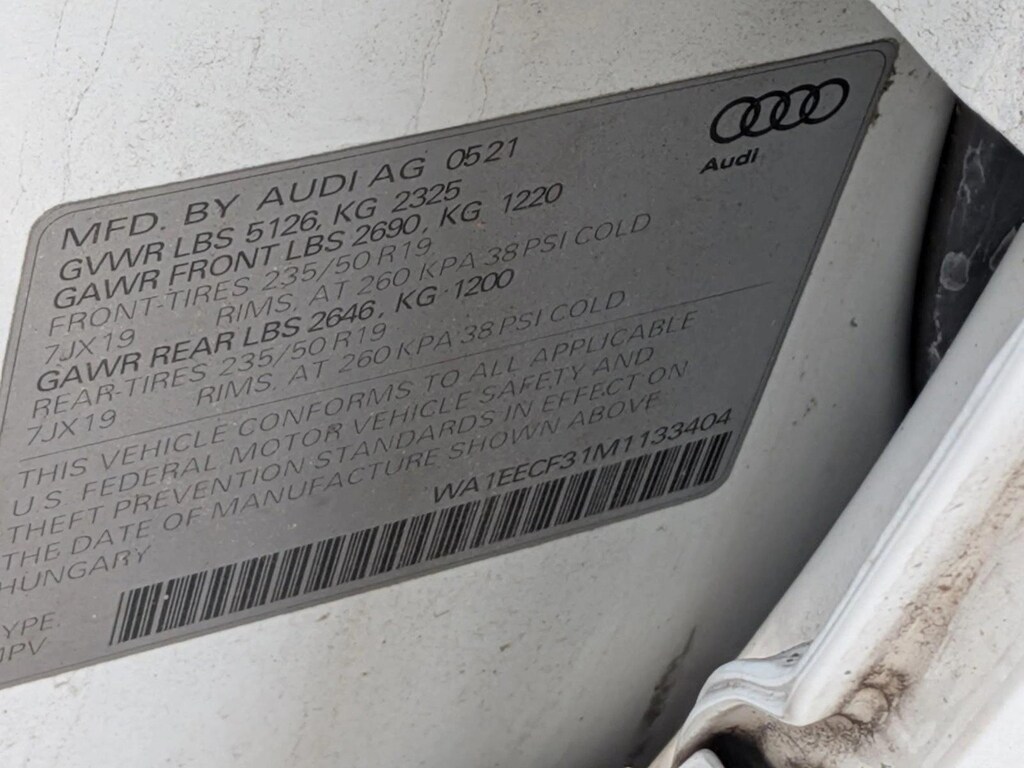 Audi
MFD. BY AUDI AG 0521
GVWR LBS 5126, KG 2325
GAWR FRONT LBS 2690, KG 1220
FRONT-TIRES 235/50 R19
7JX19 RIMS. AT 260 KPA 38 PSI COLD
GAWR REAR LBS 2646, KG 1200
REAR-TIRES 235/50 R19
7JX19 RIMS. AT 260 KPA 38 PSI COLD
THIS VEHICLE CONFORMS TO ALL APPLICABLE
U.S. FEDERAL MOTOR VEHICLE SAFETY AND
THEFT PREVENTION STANDARDS IN EFFECT ON
THE DATE OF MANUFACTURE SHOWN ABOVE
HUNGARY
WA1EECF31M1133404